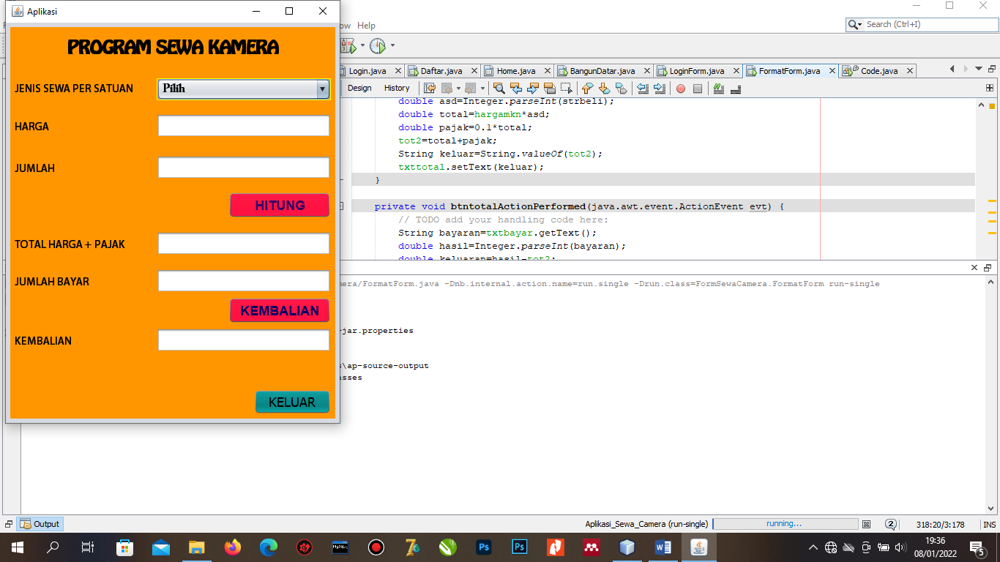 Aplikasi
PROGRAM SEWA KAMERA
JENIS SEWA PER SATUAN
Pilih
HARGA
JUMLAH
HITUNG
TOTAL HARGA + PAJAK
JUMLAH BAYAR
KEMBALIAN
KEMBALIAN
KELUAR
Help
Search (Ctrl+I)
Login.java
Daftar.java
Home.java
BangunDatar.java
LoginForm.java
FormatForm.java
Code.java
Design
History
double asd=Integer.parseInt(strbeli);
double total=hargamkn*asd;
double pajak=0.1*total;
tot2=total+pajak;
String keluar=String.valueOf(tot2);
txttotal.setText(keluar);
}
private void btntotalActionPerformed(java.awt.event.ActionEvent evt) {
// TODO add your handling code here:
String bayaran=txtbayar.getText();
double hasil=Integer.parseInt(bayaran);
double keluaran=hasil-tot2;
mera/FormatForm.java -Dnb.internal.action.name=run.single -Drun.class=FormSewaCamera.FormatForm run-single
-jar.properties
s\ap-source-output
asses
Output
Aplikasi_Sewa_Camera (run-single)
running...
2
318:20/3:178
INS
MySQL
Ps
Ps
W
19:36
08/01/2022
5